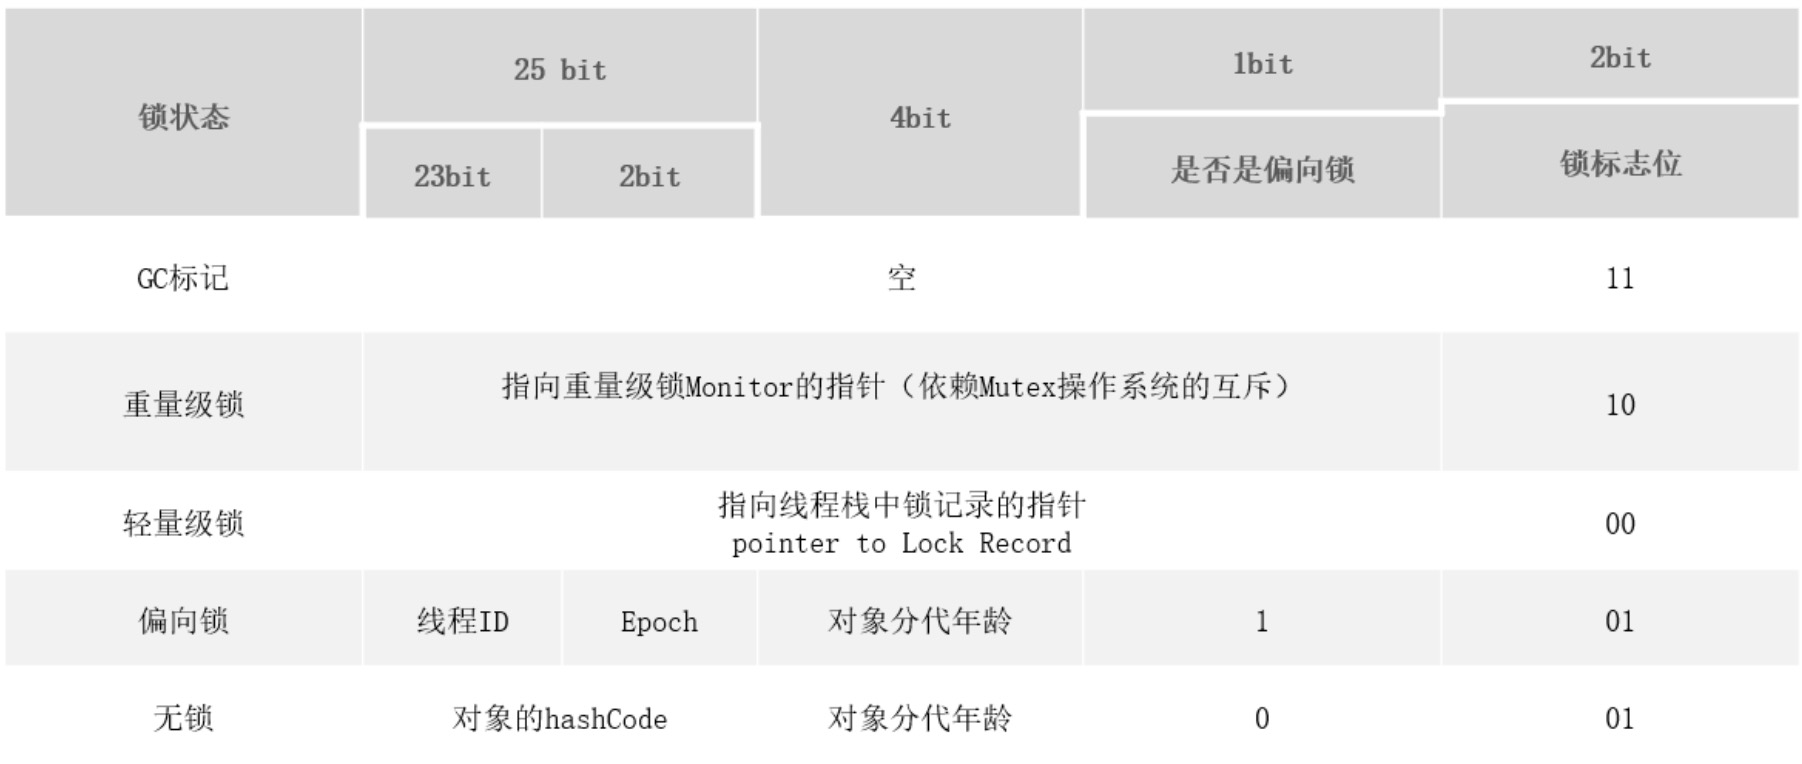 锁状态
25 bit
23bit
2bit
4bit
1bit
是否是偏向锁
2bit
锁标志位
GC标记
空
11
重量级锁
指向重量级锁Monitor的指针（依赖Mutex操作系统的互斥）
10
轻量级锁
指向线程栈中锁记录的指针
pointer to Lock Record
00
偏向锁
线程ID
Epoch
对象分代年龄
1
01
无锁
对象的hashCode
对象分代年龄
0
01